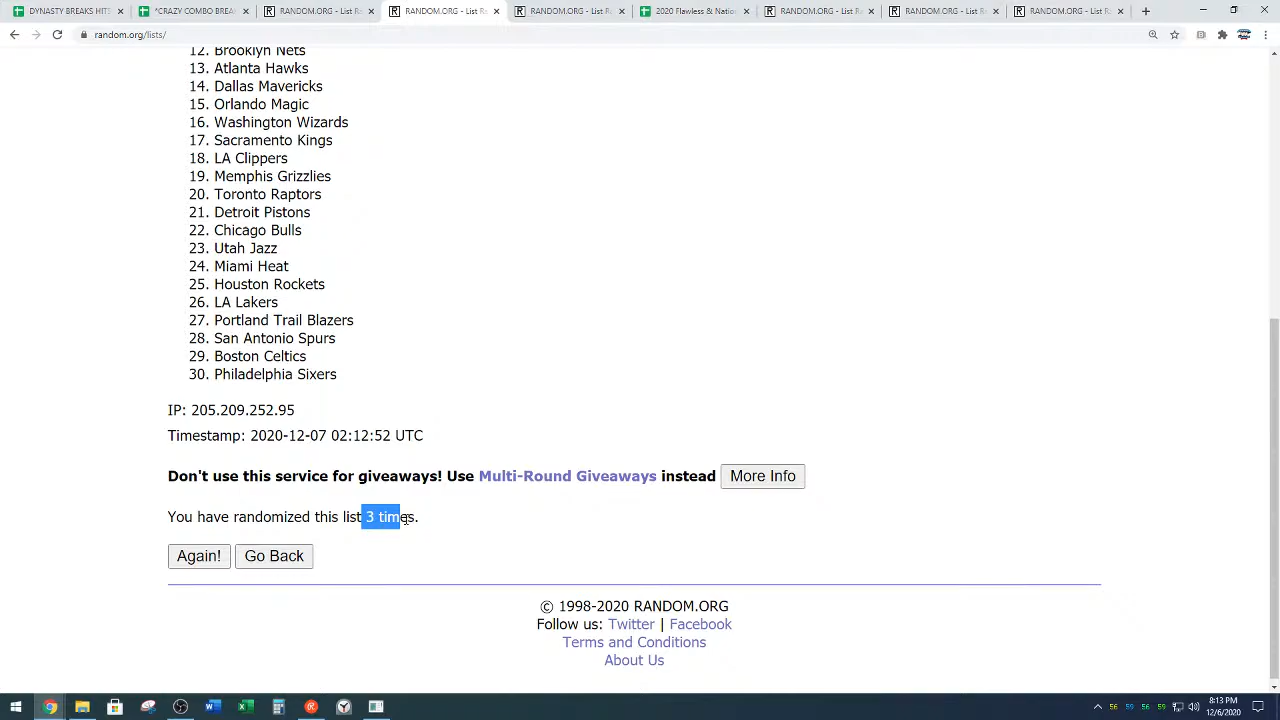 DYNASTY BREAKS HITS
*CRAZY COMBO BREAK
RANDOM.ORG - List R
RANDOM.ORG - List R
RANDOM.ORG - List R
2020 Flawless & Nation
RANDOM.ORG - List R
RANDOM.ORG - List R
RANDOM.ORG - List R
random.org/lists/
12. Brooklyn Nets
13. Atlanta Hawks
14. Dallas Mavericks
15. Orlando Magic
16. Washington Wizards
17. Sacramento Kings
18. LA Clippers
19. Memphis Grizzlies
20. Toronto Raptors
21. Detroit Pistons
22. Chicago Bulls
23. Utah Jazz
24. Miami Heat
25. Houston Rockets
26. LA Lakers
27. Portland Trail Blazers
28. San Antonio Spurs
29. Boston Celtics
30. Philadelphia Sixers
IP: 205.209.252.95
Timestamp: 2020-12-07 02:12:52 UTC
Don't use this service for giveaways! Use Multi-Round Giveaways instead More Info
You have randomized this list 3 times.
Again! Go Back
© 1998-2020 RANDOM.ORG
Follow us: Twitter | Facebook
Terms and Conditions
About Us
56 59 56 59 8:13 PM
12/6/2020